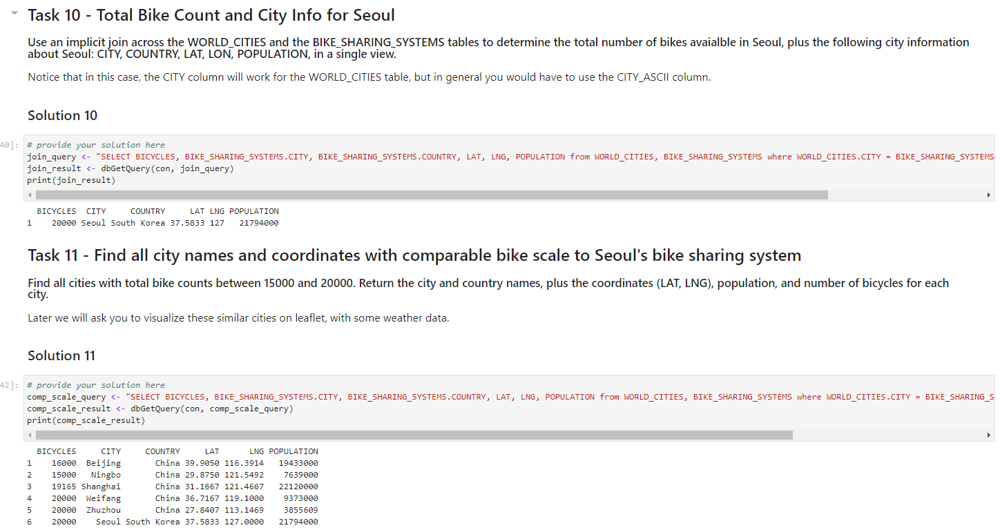 Task 10 - Total Bike Count and City Info for Seoul
Use an implicit join across the WORLD_CITIES and the BIKE_SHARING_SYSTEMS tables to determine the total number of bikes avaialble in Seoul, plus the following city information
about Seoul: CITY, COUNTRY, LAT, LON, POPULATION, in a single view.
Notice that in this case, the CITY column will work for the WORLD_CITIES table, but in general you would have to use the CITY_ASCII column.
Solution 10
40]: # provide your solution here
join_query <- "SELECT BICYCLES, BIKE_SHARING_SYSTEMS.CITY, BIKE_SHARING_SYSTEMS.COUNTRY, LAT, LNG, POPULATION from WORLD_CITIES, BIKE_SHARING_SYSTEMS where WORLD_CITIES.CITY = BIKE_SHARING_SYSTEMS
join_result <- dbGetQuery(con, join_query)
print(join_result)
BICYCLES CITY COUNTRY LAT LNG POPULATION
1 20000 Seoul South Korea 37.5833 127 21794000
Task 11 - Find all city names and coordinates with comparable bike scale to Seoul's bike sharing system
Find all cities with total bike counts between 15000 and 20000. Return the city and country names, plus the coordinates (LAT, LNG), population, and number of bicycles for each
city.
Later we will ask you to visualize these similar cities on leaflet, with some weather data.
Solution 11
42]: # provide your solution here
comp_scale_query <- "SELECT BICYCLES, BIKE_SHARING_SYSTEMS.CITY, BIKE_SHARING_SYSTEMS.COUNTRY, LAT, LNG, POPULATION from WORLD_CITIES, BIKE_SHARING_SYSTEMS where WORLD_CITIES.CITY = BIKE_SHARING_S
comp_scale_result <- dbGetQuery(con, comp_scale_query)
print(comp_scale_result)
BICYCLES CITY COUNTRY LAT LNG POPULATION
1 16000 Beijing China 39.9050 116.3914 19433000
2 15000 Ningbo China 29.8750 121.5492 7639000
3 19165 Shanghai China 31.1667 121.4667 22120000
4 20000 Weifang China 36.7167 119.1000 9373000
5 20000 Zhuzhou China 27.8407 113.1469 3855609
6 20000 Seoul South Korea 37.5833 127.0000 21794000